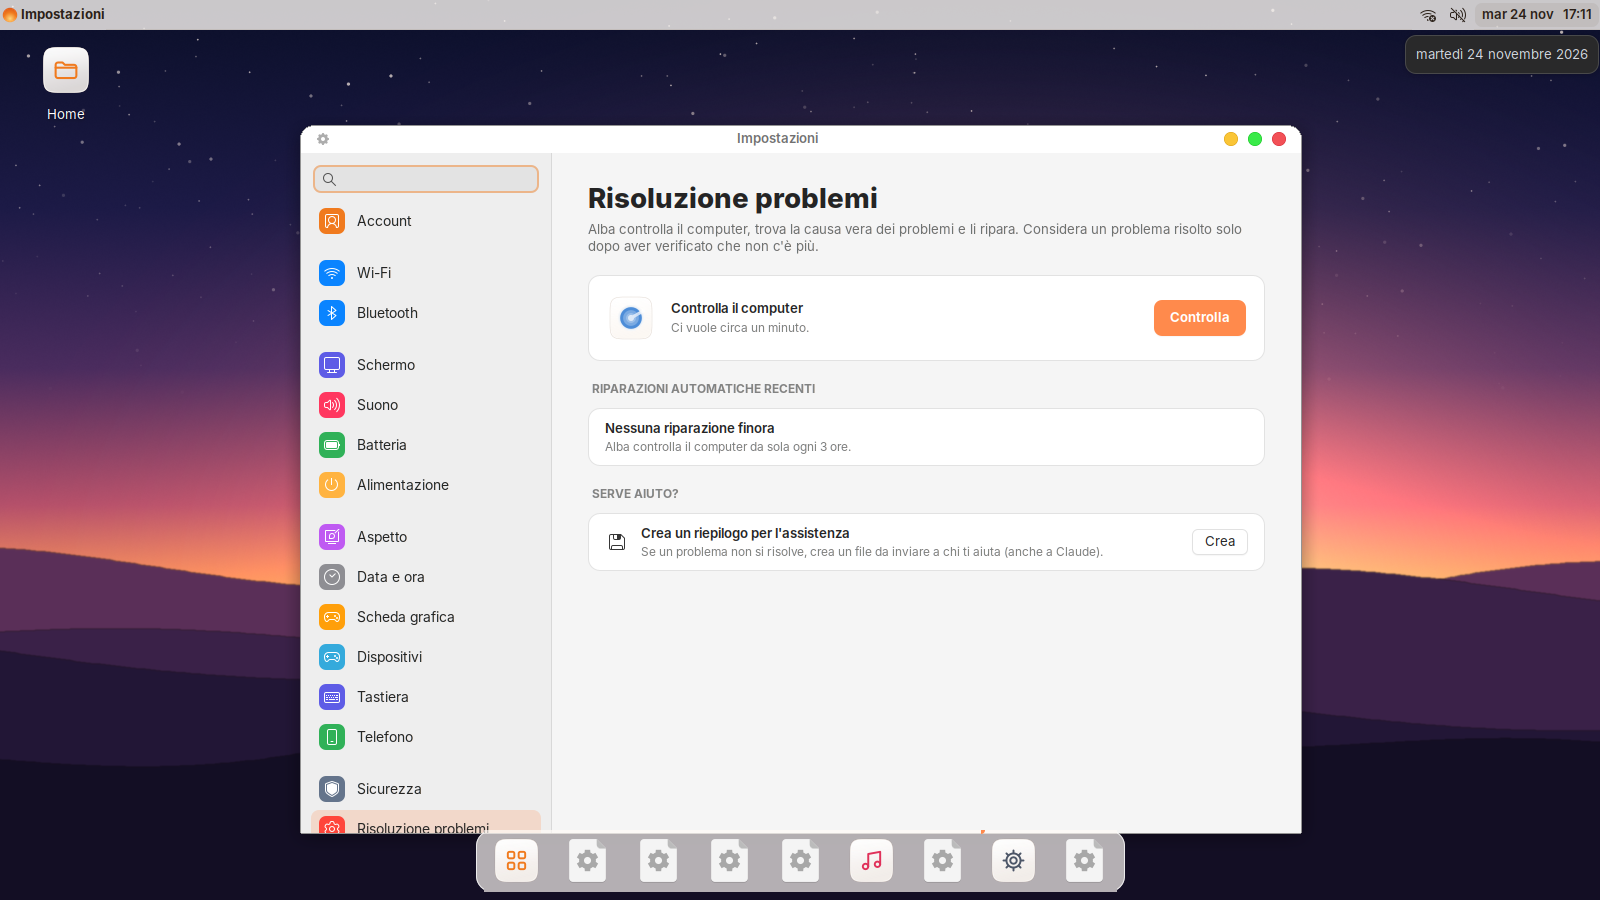 Impostazioni
mar 24 nov 17:11
martedì 24 novembre 2026
Home
Impostazioni
Account
Wi-Fi
Bluetooth
Schermo
Suono
Batteria
Alimentazione
Aspetto
Data e ora
Scheda grafica
Dispositivi
Tastiera
Telefono
Sicurezza
Risoluzione problemi
Risoluzione problemi
Alba controlla il computer, trova la causa vera dei problemi e li ripara. Considera un problema risolto solo
dopo aver verificato che non c'è più.
Controlla il computer
Ci vuole circa un minuto.
Controlla
RIPARAZIONI AUTOMATICHE RECENTI
Nessuna riparazione finora
Alba controlla il computer da sola ogni 3 ore.
SERVE AIUTO?
Crea un riepilogo per l'assistenza
Se un problema non si risolve, crea un file da inviare a chi ti aiuta (anche a Claude).
Crea